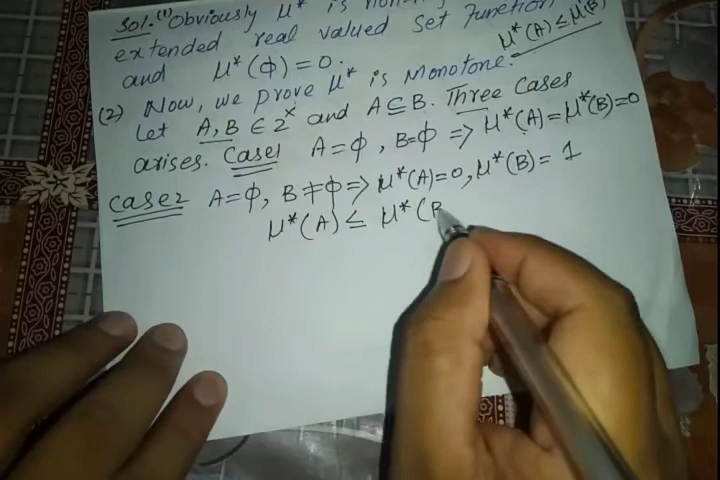 Sol. (1) Obviously μ* is
extended real valued set function
and μ*(ϕ)=0.
μ*(A)≤μ(B)
(2) Now, we prove μ* is Monotone.
Let A,B ∈ 2^X and A⊆B. Three Cases
arises. Case1 A=ϕ, B=ϕ ⇒ μ*(A)=μ*(B)=0
Case2 A=ϕ, B≠ϕ ⇒ μ*(A)=0, μ*(B)=1
μ*(A) ≤ μ*(B